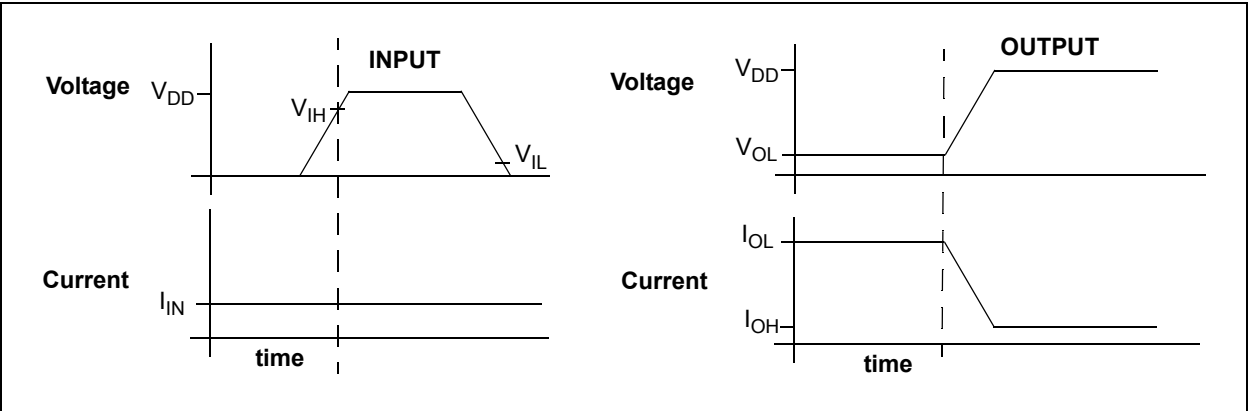 INPUT
Voltage
VDD
VIH
VIL
Current
IIN
time
OUTPUT
Voltage
VDD
VOL
IOL
Current
IOH
time